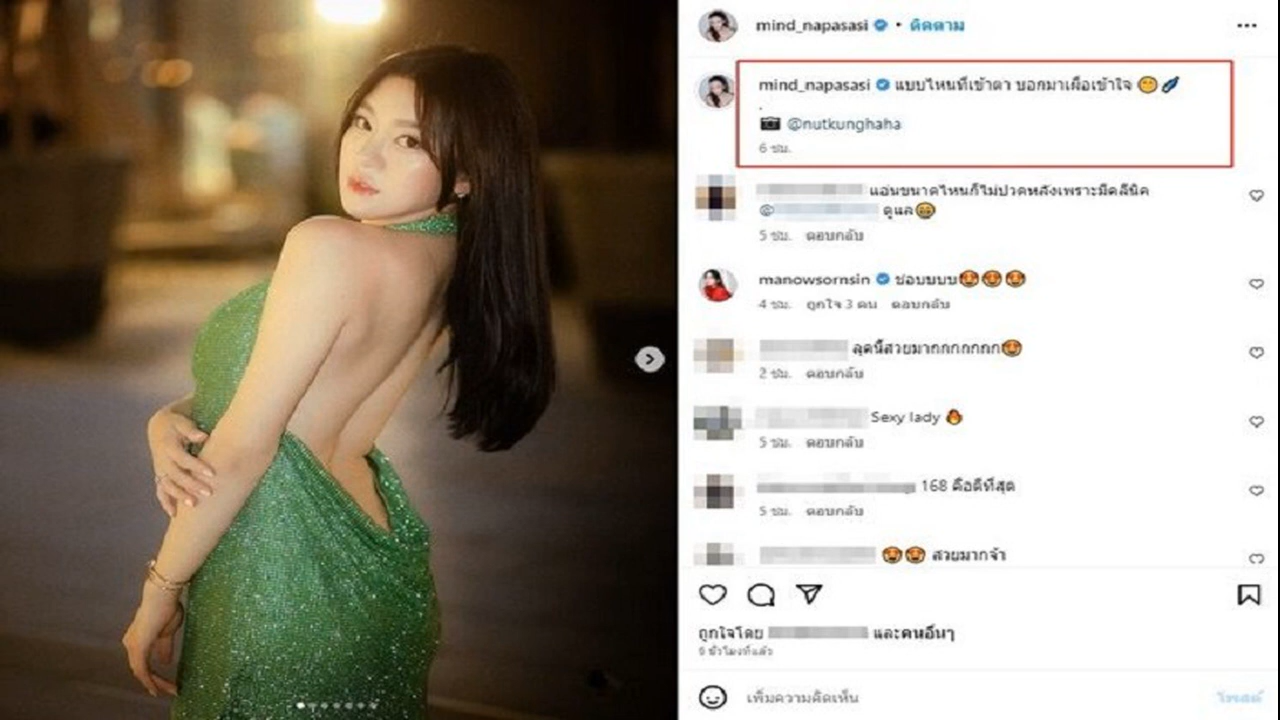 mind_napasasi • ติดตาม
mind_napasasi แบบไหนที่เข้าตา บอกมาเผื่อเข้าใจ
.
@nutkunghaha
6 ชม.
แอ่นขนาดไหนก็ไม่ปวดหลังเพราะมีคลีนิค
@ ดูแล
5 ชม. ตอบกลับ
manowsornsin ชอบบบบ
4 ชม. ถูกใจ 3 คน ตอบกลับ
ลุคนี้สวยมากกกกกกก
2 ชม. ตอบกลับ
Sexy lady
5 ชม. ตอบกลับ
168 คือดีที่สุด
5 ชม. ตอบกลับ
สวยมากจ้า
ถูกใจโดย และคนอื่นๆ
9 ชั่วโมงที่แล้ว
เพิ่มความคิดเห็น
โพสต์